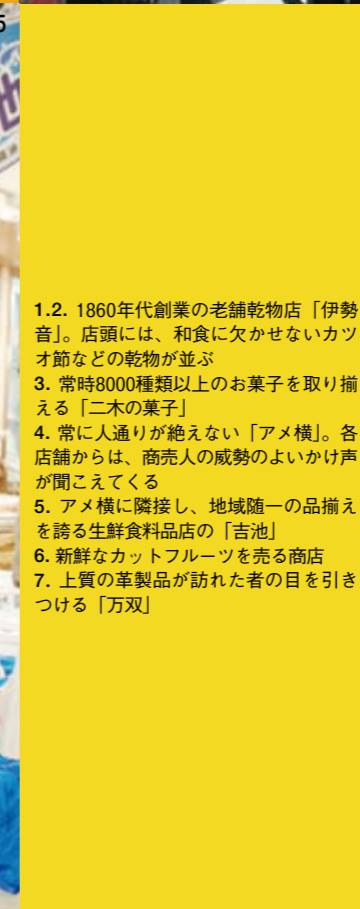 5
池
1.2. 1860年代創業の老舗乾物店「伊勢
音」。店頭には、和食に欠かせないカツ
オ節などの乾物が並ぶ
3. 常時8000種類以上のお菓子を取り揃
える「二木の菓子」
4. 常に人通りが絶えない「アメ横」。各
店舗からは、商売人の威勢のよいかけ声
が聞こえてくる
5. アメ横に隣接し、地域随一の品揃え
を誇る生鮮食料品店の「吉池」
6. 新鮮なカットフルーツを売る商店
7. 上質の革製品が訪れた者の目を引き
つける「万双」